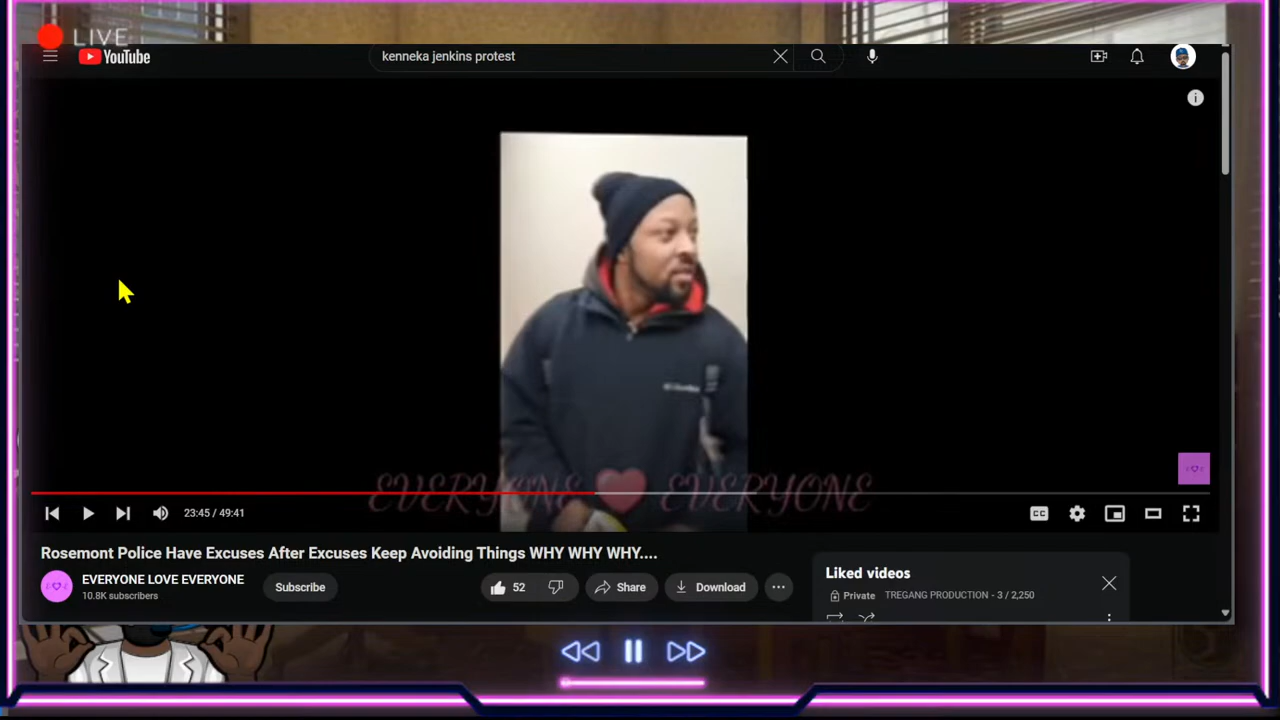 LIVE
YouTube
kenneka jenkins protest
EVERYONE EVERYONE
23:45 / 49:41
CC
Rosemont Police Have Excuses After Excuses Keep Avoiding Things WHY WHY WHY....
EVERYONE LOVE EVERYONE
10.8K subscribers
Subscribe
52
Share
Download
Liked videos
Private TREGANG PRODUCTION - 3 / 2,250